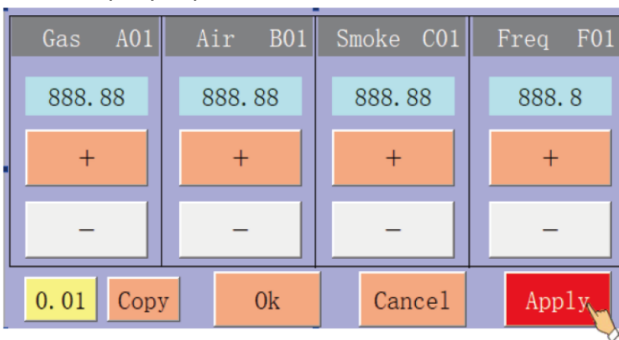 Gas A01 Air B01 Smoke C01 Freq F01
888.88 888.88 888.88 888.8
+ + + +
- - - -
0.01 Copy Ok Cancel Apply